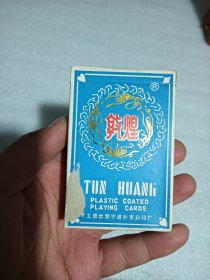 ®
敦煌
TUN HUANG
PLASTIC COATED
PLAYING CARDS